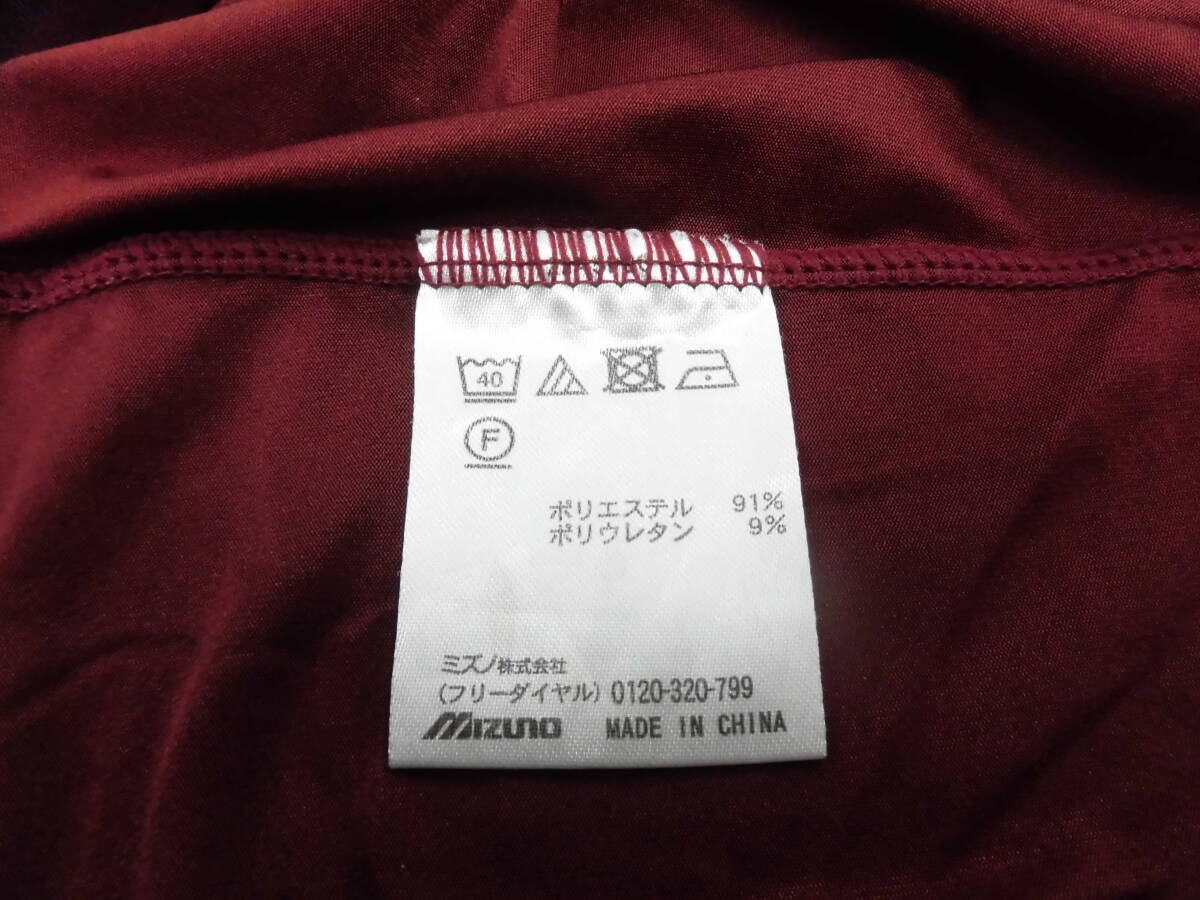 40
F
ポリエステル 91%
ポリウレタン 9%
ミズノ株式会社
(フリーダイヤル) 0120-320-799
MIZUNO MADE IN CHINA